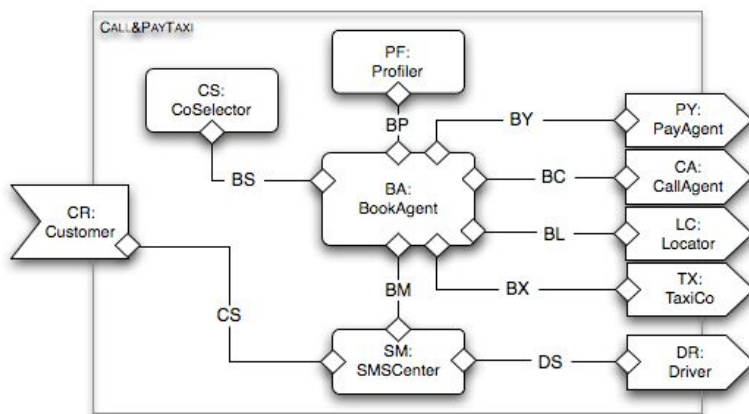 CALL&PAYTAXI
PF:
Profiler
CS:
CoSelector
BP
BY
PY:
PayAgent
BS
BA:
BookAgent
BC
CA:
CallAgent
CR:
Customer
BL
LC:
Locator
BM
BX
TX:
TaxiCo
CS
SM:
SMSCenter
DS
DR:
Driver